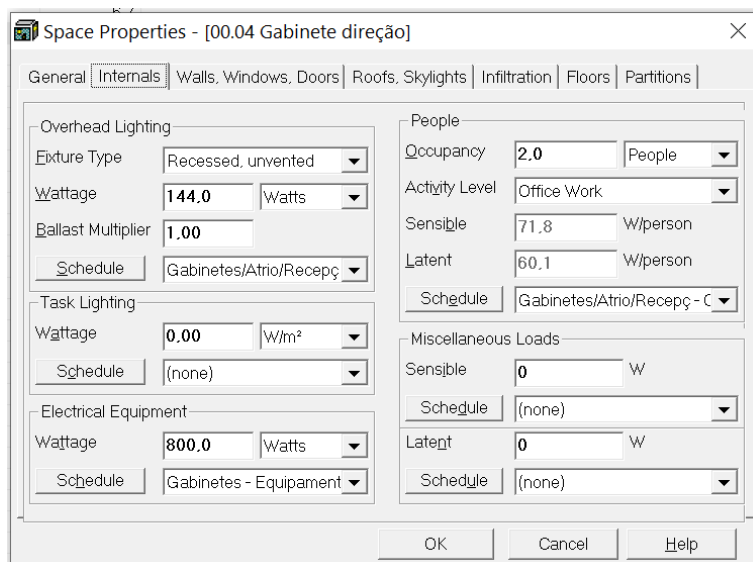 Space Properties - [00.04 Gabinete direção]
General Internals Walls, Windows, Doors Roofs, Skylights Infiltration Floors Partitions
Overhead Lighting
Fixture Type Recessed, unvented
Wattage 144,0 Watts
Ballast Multiplier 1,00
Schedule Gabinetes/Atrio/Recepç
Task Lighting
Wattage 0,00 W/m²
Schedule (none)
Electrical Equipment
Wattage 800,0 Watts
Schedule Gabinetes - Equipament
People
Occupancy 2,0 People
Activity Level Office Work
Sensible 71,8 W/person
Latent 60,1 W/person
Schedule Gabinetes/Atrio/Recepç - C
Miscellaneous Loads
Sensible 0 W
Schedule (none)
Latent 0 W
Schedule (none)
OK Cancel Help